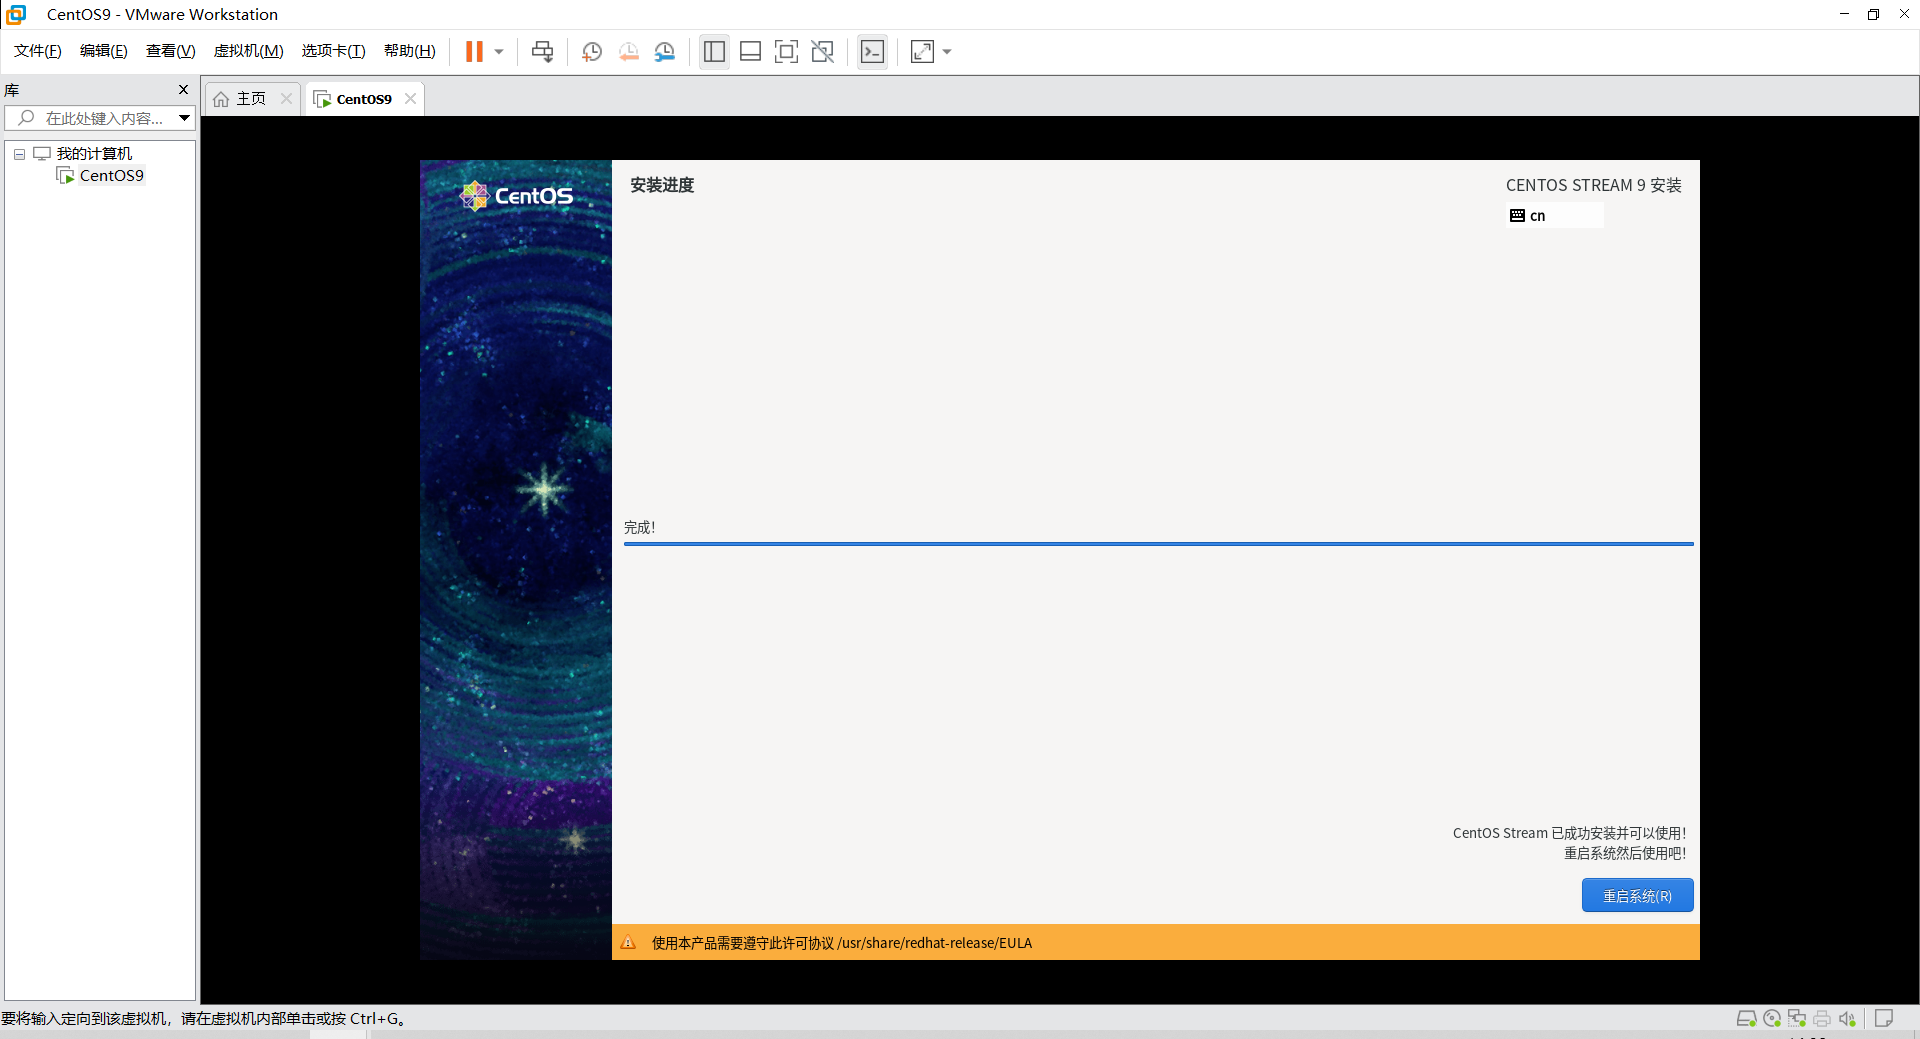 CentOS9 - VMware Workstation
文件(F) 编辑(E) 查看(V) 虚拟机(M) 选项卡(T) 帮助(H)
库
主页
CentOS9
在此处键入内容...
我的计算机
CentOS9
CentOS
安装进度
CENTOS STREAM 9 安装
cn
完成！
CentOS Stream 已成功安装并可以使用！
重启系统然后使用吧！
重启系统(R)
使用本产品需要遵守此许可协议 /usr/share/redhat-release/EULA
要将输入定向到该虚拟机，请在虚拟机内部单击或按 Ctrl+G。